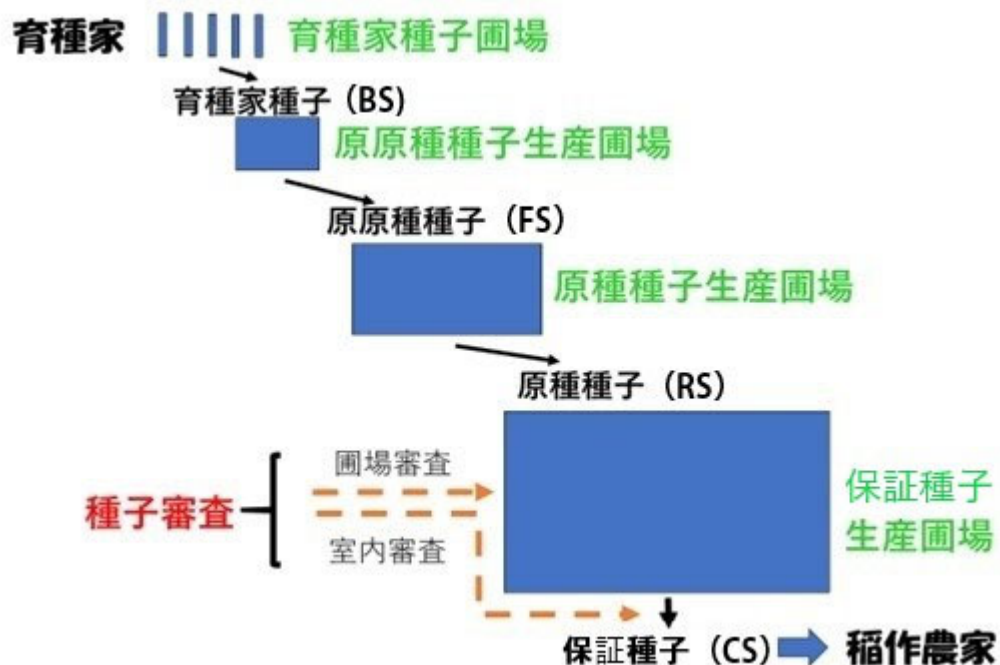 育種家 育種家種子圃場
育種家種子（BS)
原原種種子生産圃場
原原種種子（FS）
原種種子生産圃場
原種種子（RS）
圃場審査
種子審査
室内審査
保証種子
生産圃場
保証種子（CS） 稲作農家